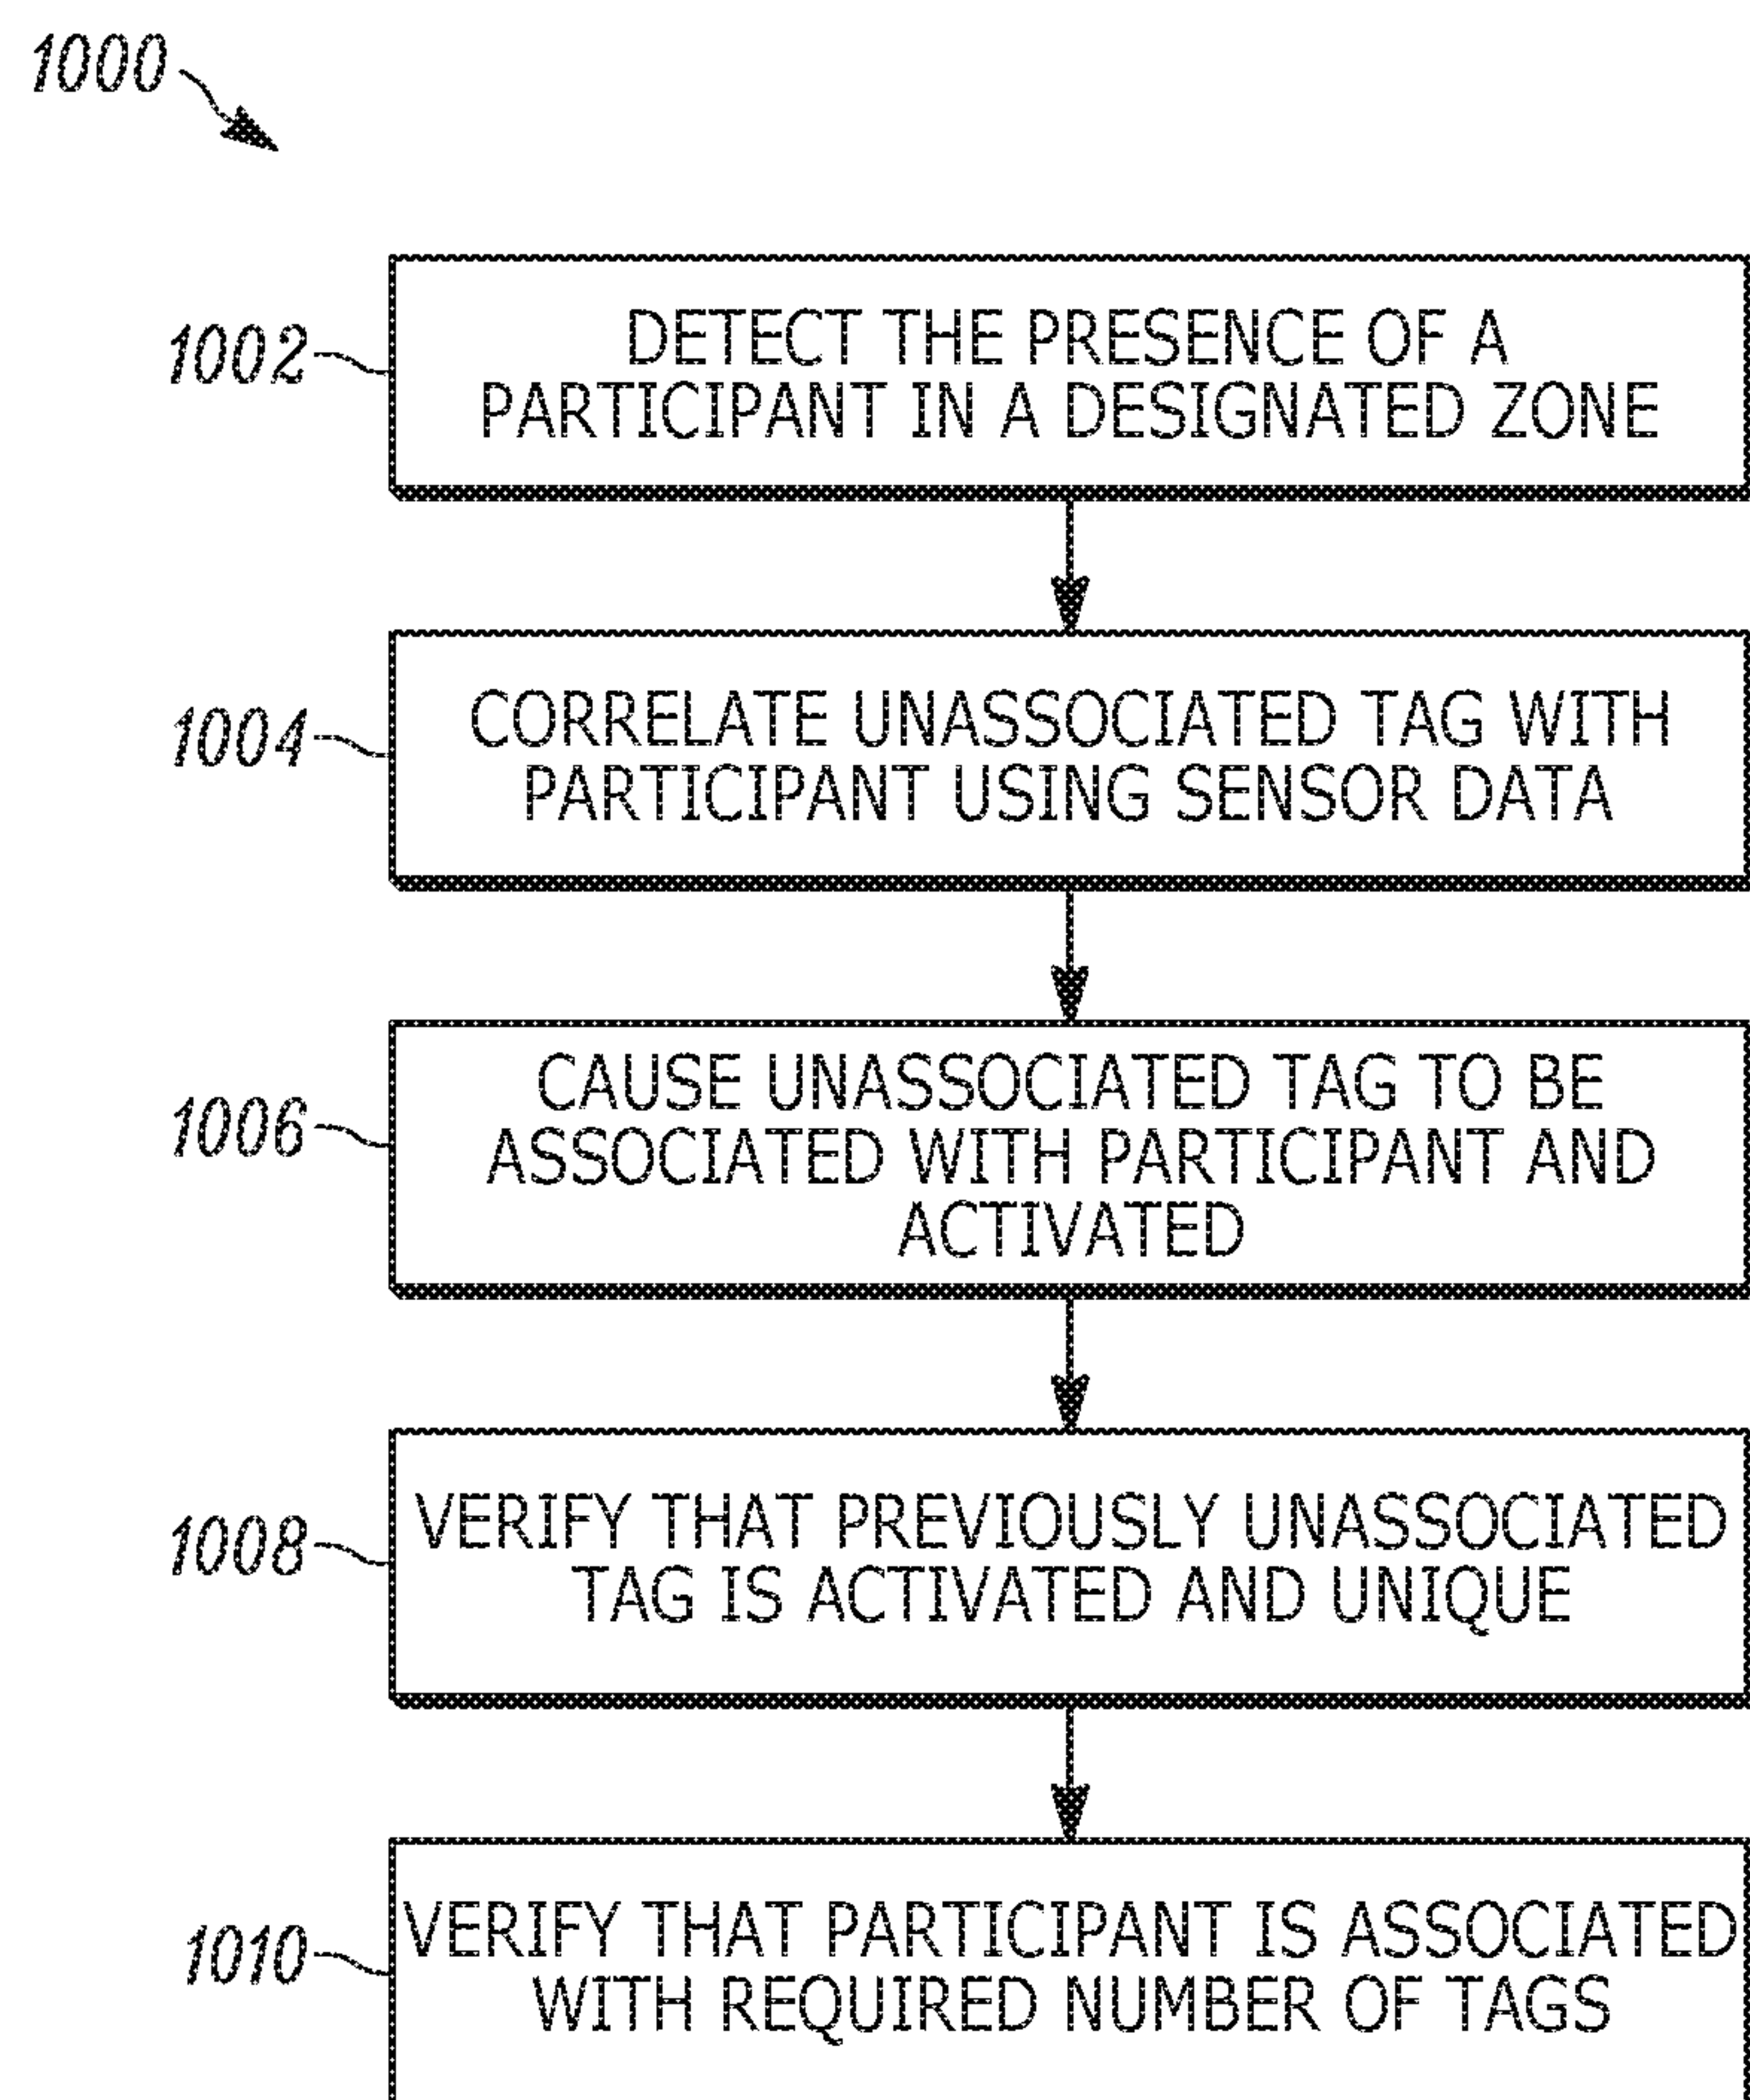 1000
1002
DETECT THE PRESENCE OF A
PARTICIPANT IN A DESIGNATED ZONE
1004
CORRELATE UNASSOCIATED TAG WITH
PARTICIPANT USING SENSOR DATA
1006
CAUSE UNASSOCIATED TAG TO BE
ASSOCIATED WITH PARTICIPANT AND
ACTIVATED
1008
VERIFY THAT PREVIOUSLY UNASSOCIATED
TAG IS ACTIVATED AND UNIQUE
1010
VERIFY THAT PARTICIPANT IS ASSOCIATED
WITH REQUIRED NUMBER OF TAGS